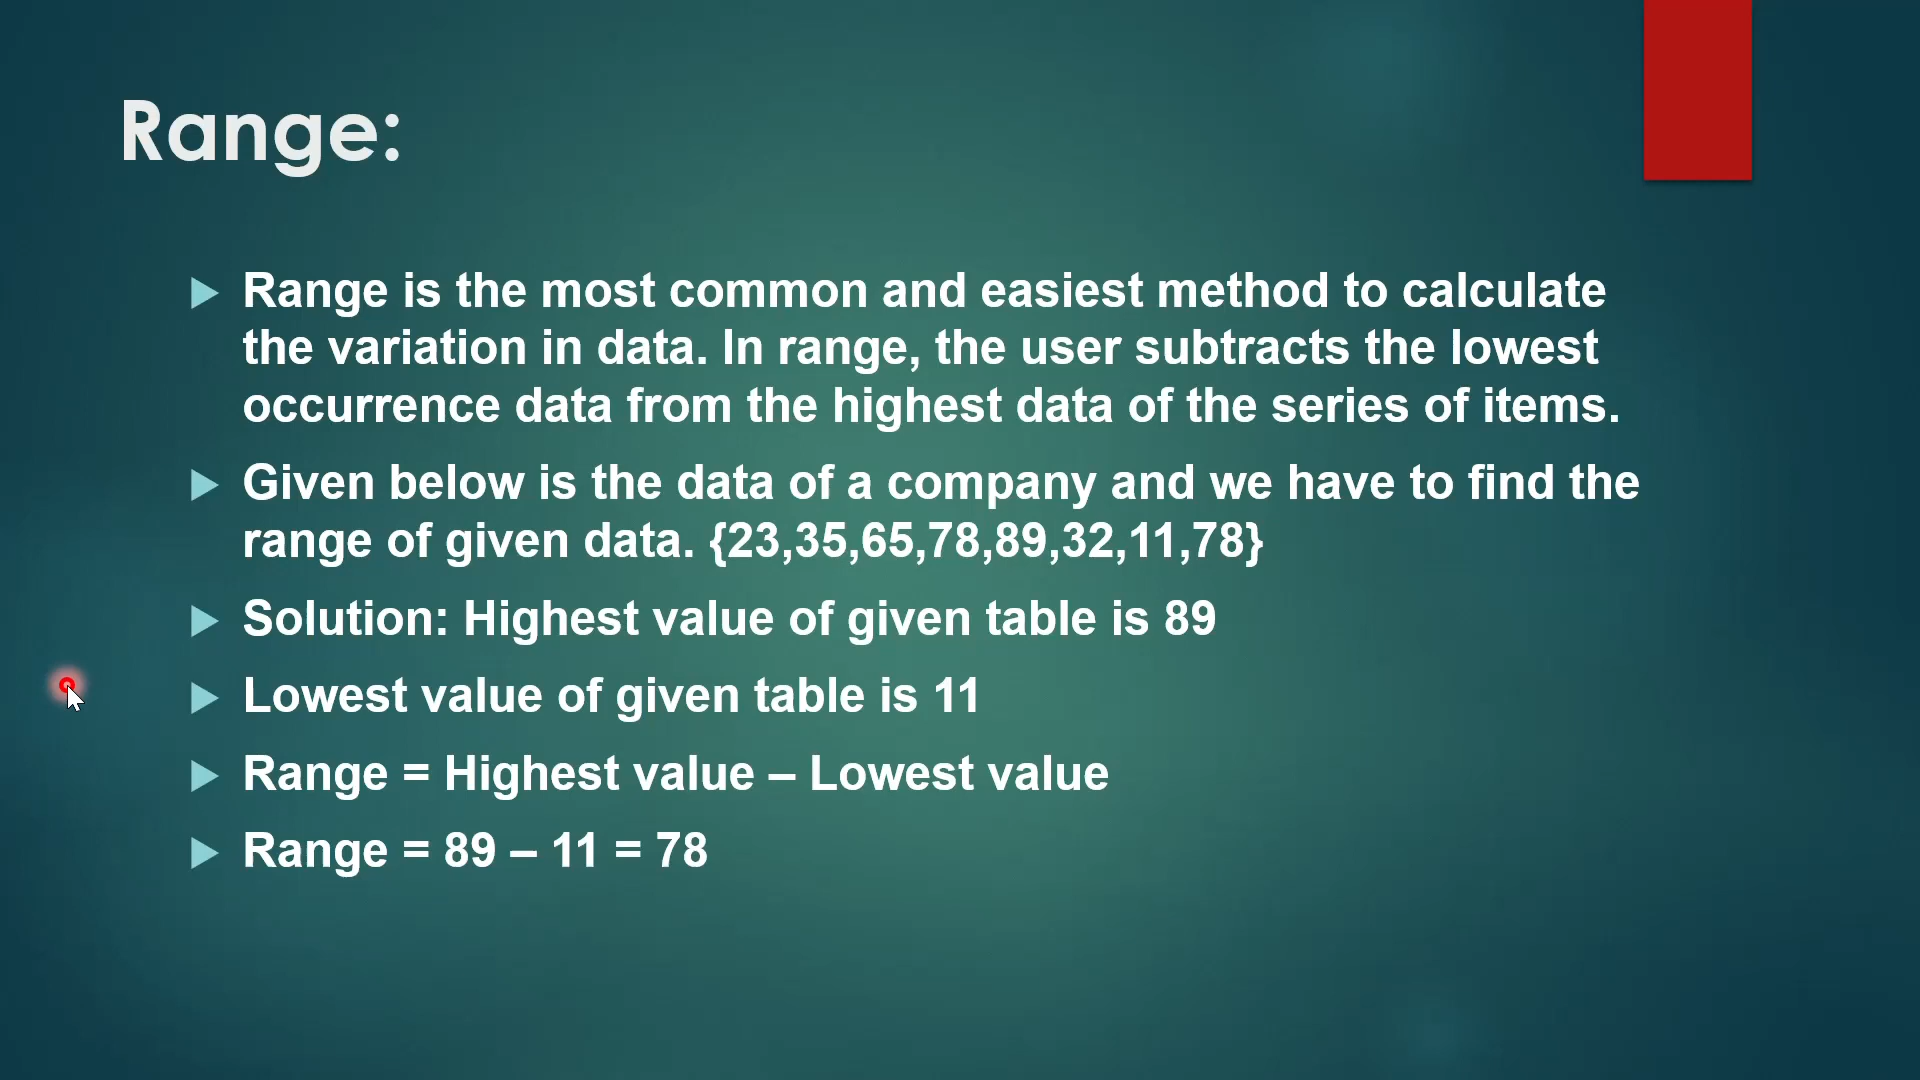 Range:
Range is the most common and easiest method to calculate
the variation in data. In range, the user subtracts the lowest
occurrence data from the highest data of the series of items.
Given below is the data of a company and we have to find the
range of given data. {23,35,65,78,89,32,11,78}
Solution: Highest value of given table is 89
Lowest value of given table is 11
Range = Highest value – Lowest value
Range = 89 – 11 = 78